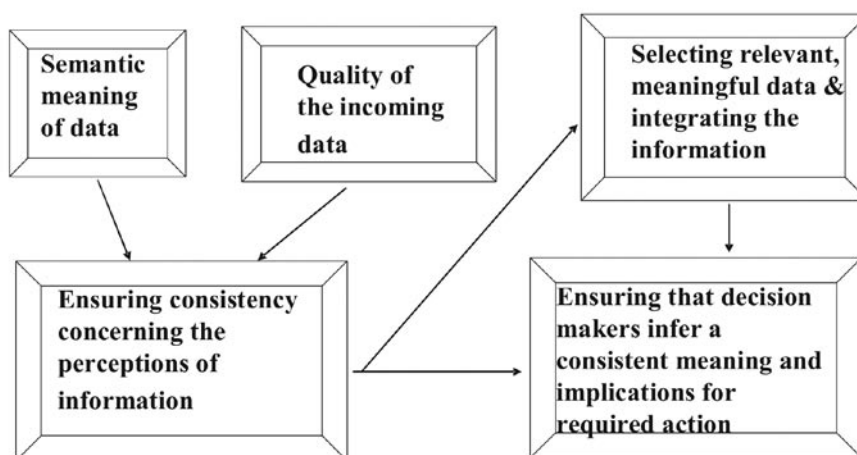 Semantic
meaning
of data
Quality of
the incoming
data
Selecting relevant,
meaningful data &
integrating the
information
Ensuring consistency
concerning the
perceptions of
information
Ensuring that decision
makers infer a
consistent meaning and
implications for
required action